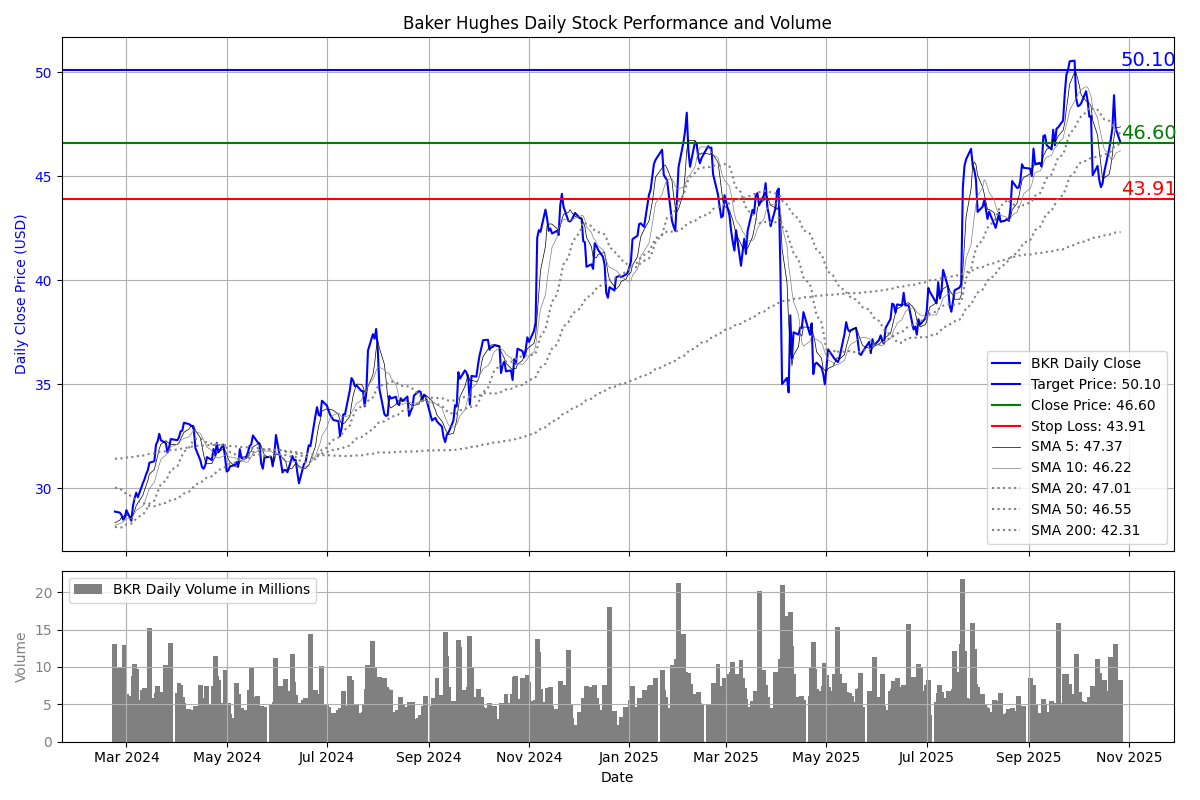 Baker Hughes Daily Stock Performance and Volume
Daily Close Price (USD)
50
45
40
35
30
50.10
46.60
43.91
BKR Daily Close
Target Price: 50.10
Close Price: 46.60
Stop Loss: 43.91
SMA 5: 47.37
SMA 10: 46.22
SMA 20: 47.01
SMA 50: 46.55
SMA 200: 42.31
Volume
20
15
10
5
0
BKR Daily Volume in Millions
Mar 2024 May 2024 Jul 2024 Sep 2024 Nov 2024 Jan 2025 Mar 2025 May 2025 Jul 2025 Sep 2025 Nov 2025
Date